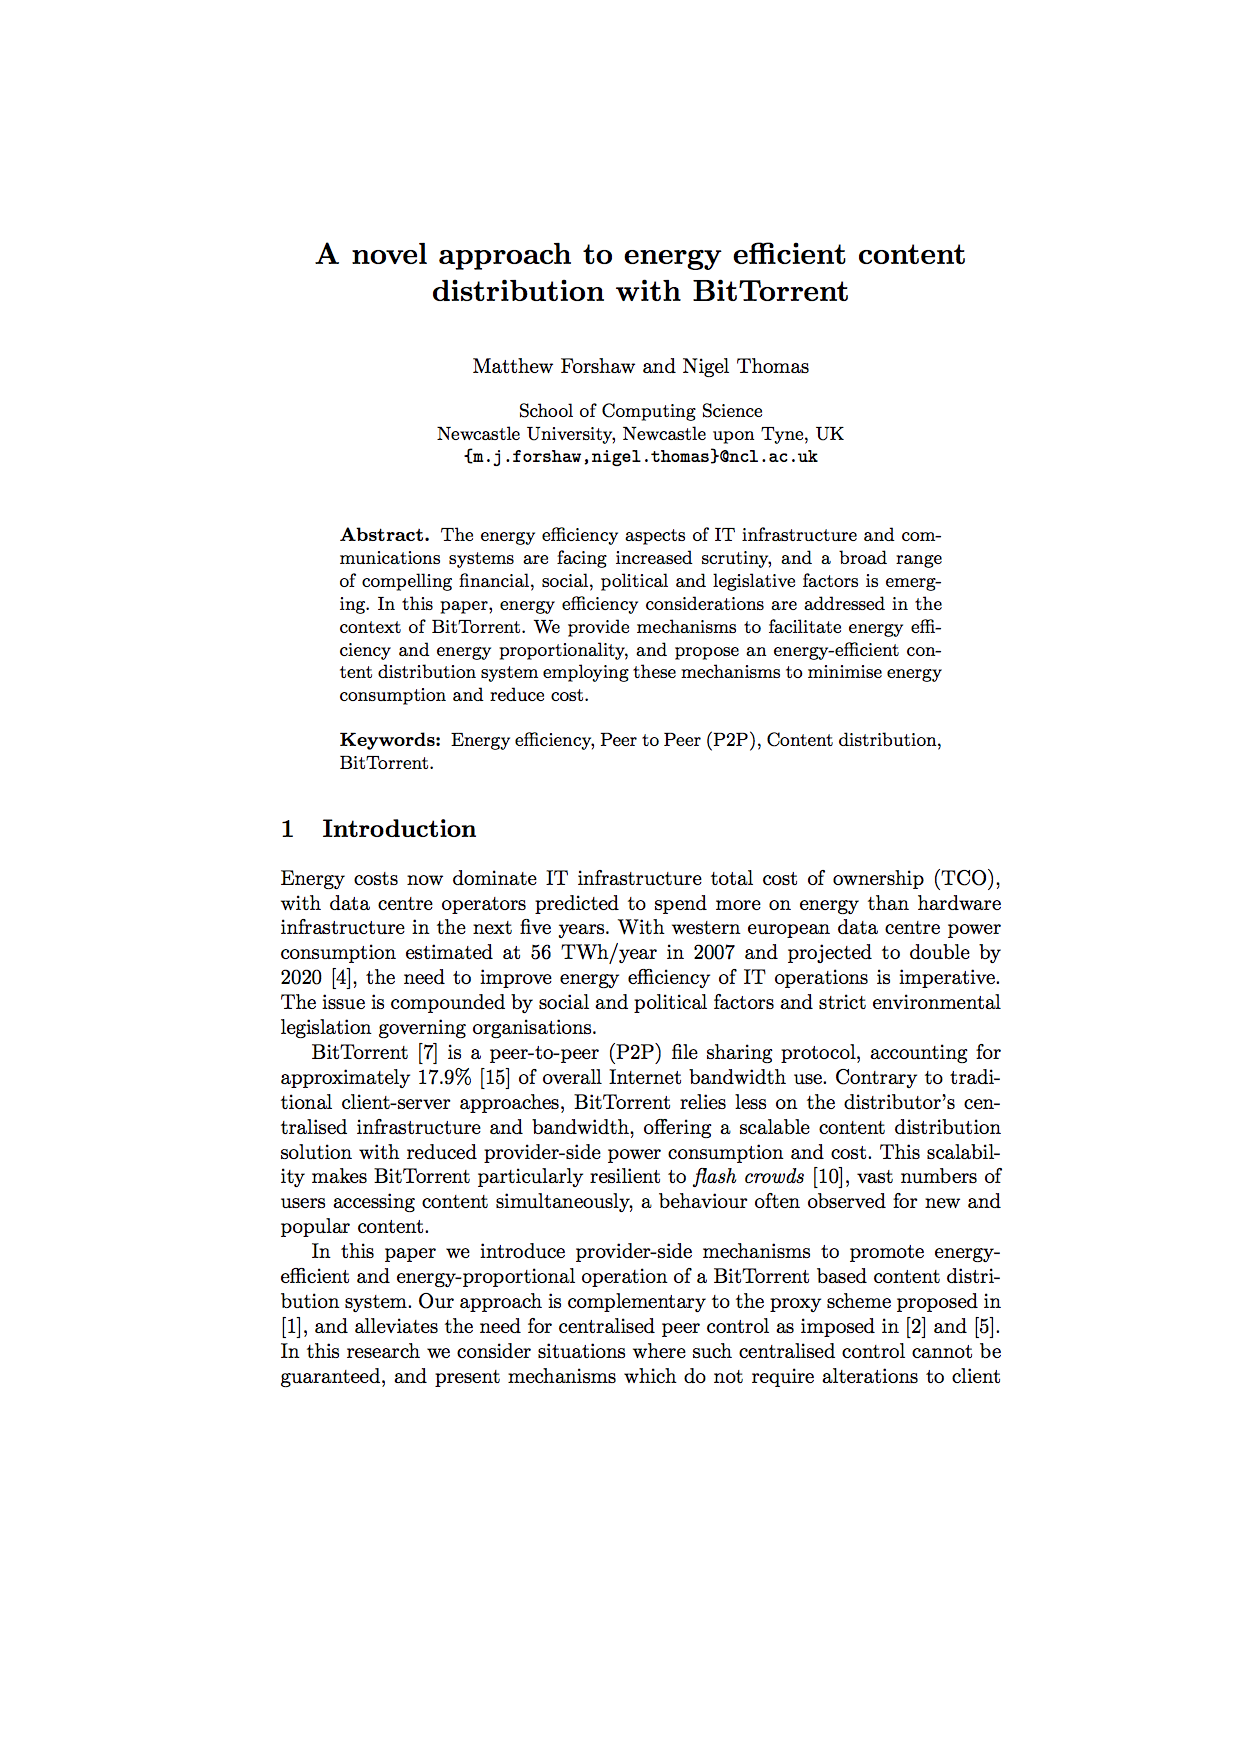 A novel approach to energy efficient content
distribution with BitTorrent
Matthew Forshaw and Nigel Thomas
School of Computing Science
Newcastle University, Newcastle upon Tyne, UK
{m.j.forshaw,nigel.thomas}@ncl.ac.uk
Abstract. The energy efficiency aspects of IT infrastructure and com-
munications systems are facing increased scrutiny, and a broad range
of compelling financial, social, political and legislative factors is emerg-
ing. In this paper, energy efficiency considerations are addressed in the
context of BitTorrent. We provide mechanisms to facilitate energy effi-
ciency and energy proportionality, and propose an energy-efficient con-
tent distribution system employing these mechanisms to minimise energy
consumption and reduce cost.
Keywords: Energy efficiency, Peer to Peer (P2P), Content distribution,
BitTorrent.
1 Introduction
Energy costs now dominate IT infrastructure total cost of ownership (TCO),
with data centre operators predicted to spend more on energy than hardware
infrastructure in the next five years. With western european data centre power
consumption estimated at 56 TWh/year in 2007 and projected to double by
2020 [4], the need to improve energy efficiency of IT operations is imperative.
The issue is compounded by social and political factors and strict environmental
legislation governing organisations.
BitTorrent [7] is a peer-to-peer (P2P) file sharing protocol, accounting for
approximately 17.9% [15] of overall Internet bandwidth use. Contrary to tradi-
tional client-server approaches, BitTorrent relies less on the distributor's cen-
tralised infrastructure and bandwidth, offering a scalable content distribution
solution with reduced provider-side power consumption and cost. This scalabil-
ity makes BitTorrent particularly resilient to flash crowds [10], vast numbers of
users accessing content simultaneously, a behaviour often observed for new and
popular content.
In this paper we introduce provider-side mechanisms to promote energy-
efficient and energy-proportional operation of a BitTorrent based content distri-
bution system. Our approach is complementary to the proxy scheme proposed in
[1], and alleviates the need for centralised peer control as imposed in [2] and [5].
In this research we consider situations where such centralised control cannot be
guaranteed, and present mechanisms which do not require alterations to client